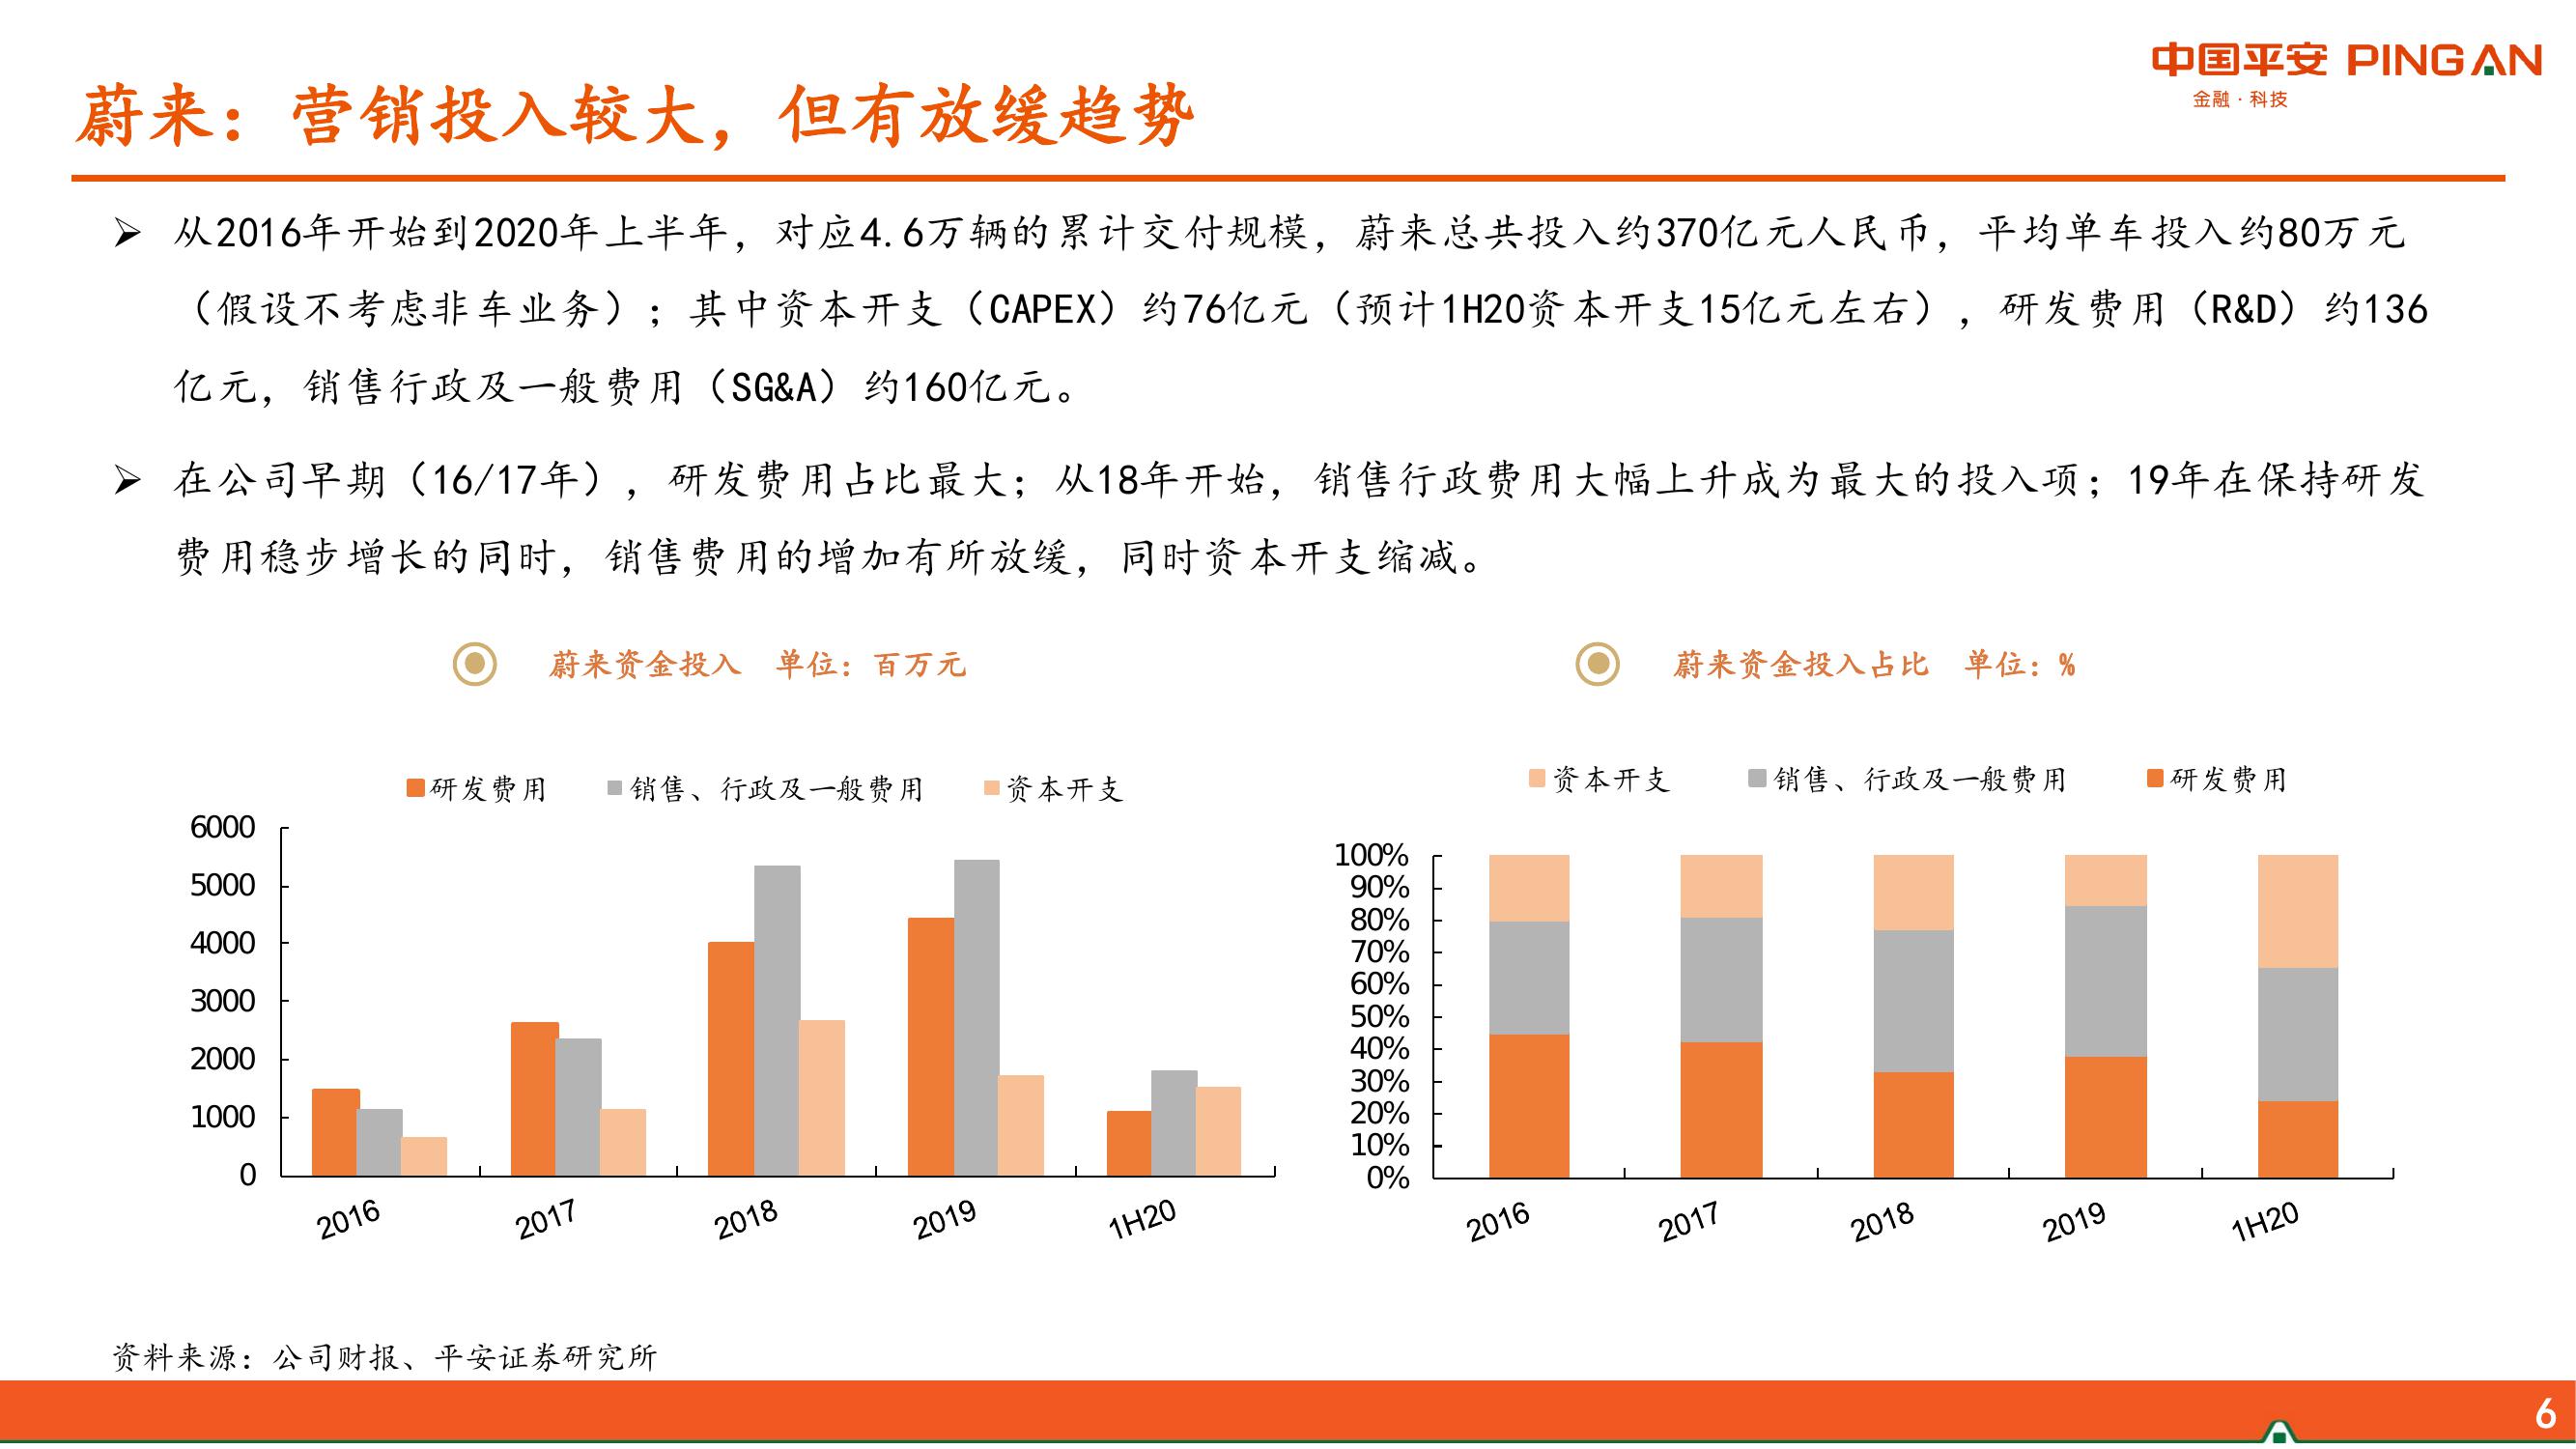 中国平安 PINGAN
金融·科技
蔚来：营销投入较大，但有放缓趋势
➢ 从2016年开始到2020年上半年，对应4.6万辆的累计交付规模，蔚来总共投入约370亿元人民币，平均单车投入约80万元
（假设不考虑非车业务）；其中资本开支（CAPEX）约76亿元（预计1H20资本开支15亿元左右），研发费用（R&D）约136
亿元，销售行政及一般费用（SG&A）约160亿元。
➢ 在公司早期（16/17年），研发费用占比最大；从18年开始，销售行政费用大幅上升成为最大的投入项；19年在保持研发
费用稳步增长的同时，销售费用的增加有所放缓，同时资本开支缩减。
蔚来资金投入 单位：百万元
研发费用 销售、行政及一般费用 资本开支
6000
5000
4000
3000
2000
1000
0
2016 2017 2018 2019 1H20
蔚来资金投入占比 单位：%
资本开支 销售、行政及一般费用 研发费用
100%
90%
80%
70%
60%
50%
40%
30%
20%
10%
0%
2016 2017 2018 2019 1H20
资料来源：公司财报、平安证券研究所
6